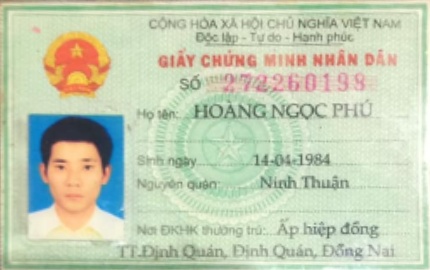 CỘNG HÒA XÃ HỘI CHỦ NGHĨA VIỆT NAM
Độc lập - Tự do - Hạnh phúc
GIẤY CHỨNG MINH NHÂN DÂN
SỐ 272260198
Họ tên: HOÀNG NGỌC PHÚ
Sinh ngày 14-04-1984
Nguyên quán: Ninh Thuận
Nơi ĐKHK thường trú: Ấp hiệp đồng
TT.Định Quán, Định Quán, Đồng Nai